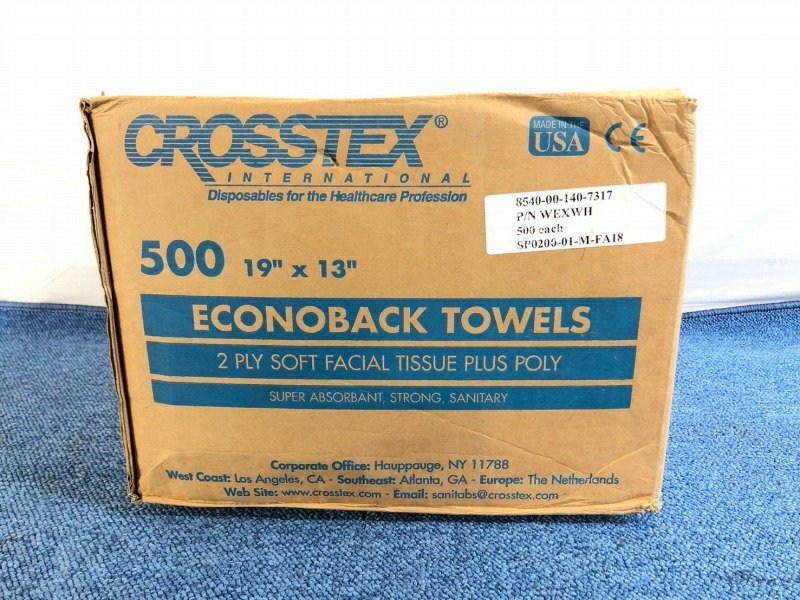 CROSSTEX®
INTERNATIONAL
Disposables for the Healthcare Profession
MADE IN THE
USA
CE
8540-00-140-7317
P/N WEXWH
500 each
SP0200-01-M-FA18
500 19" x 13"
ECONOBACK TOWELS
2 PLY SOFT FACIAL TISSUE PLUS POLY
SUPER ABSORBANT, STRONG, SANITARY
Corporate Office: Hauppauge, NY 11788
West Coast: Los Angeles, CA - Southeast: Atlanta, GA - Europe: The Netherlands
Web Site: www.crosstex.com - Email: sanitabs@crosstex.com